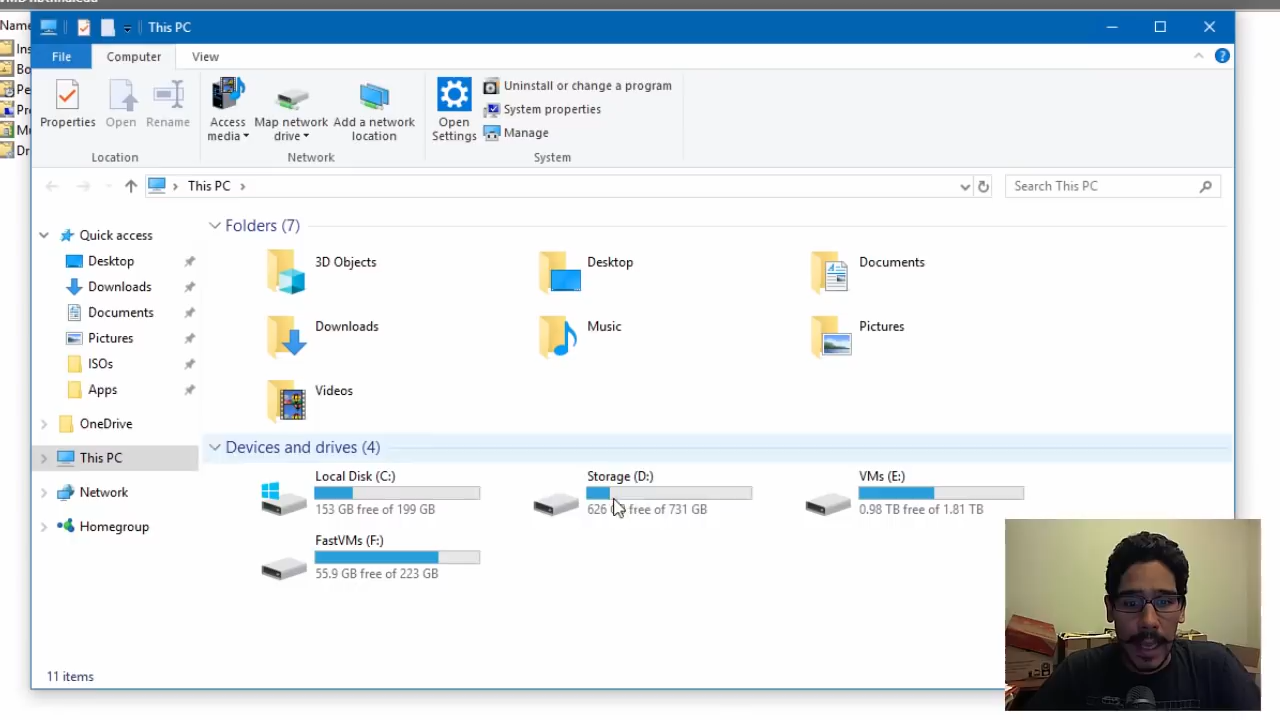 This PC
File
Computer
View
Properties
Open
Rename
Access media
Map network drive
Add a network location
Open Settings
Uninstall or change a program
System properties
Manage
Location
Network
System
This PC
Search This PC
Quick access
Desktop
Downloads
Documents
Pictures
ISOs
Apps
OneDrive
This PC
Network
Homegroup
Folders (7)
3D Objects
Desktop
Documents
Downloads
Music
Pictures
Videos
Devices and drives (4)
Local Disk (C:)
153 GB free of 199 GB
Storage (D:)
626 free of 731 GB
VMs (E:)
0.98 TB free of 1.81 TB
FastVMs (F:)
55.9 GB free of 223 GB
11 items
Name